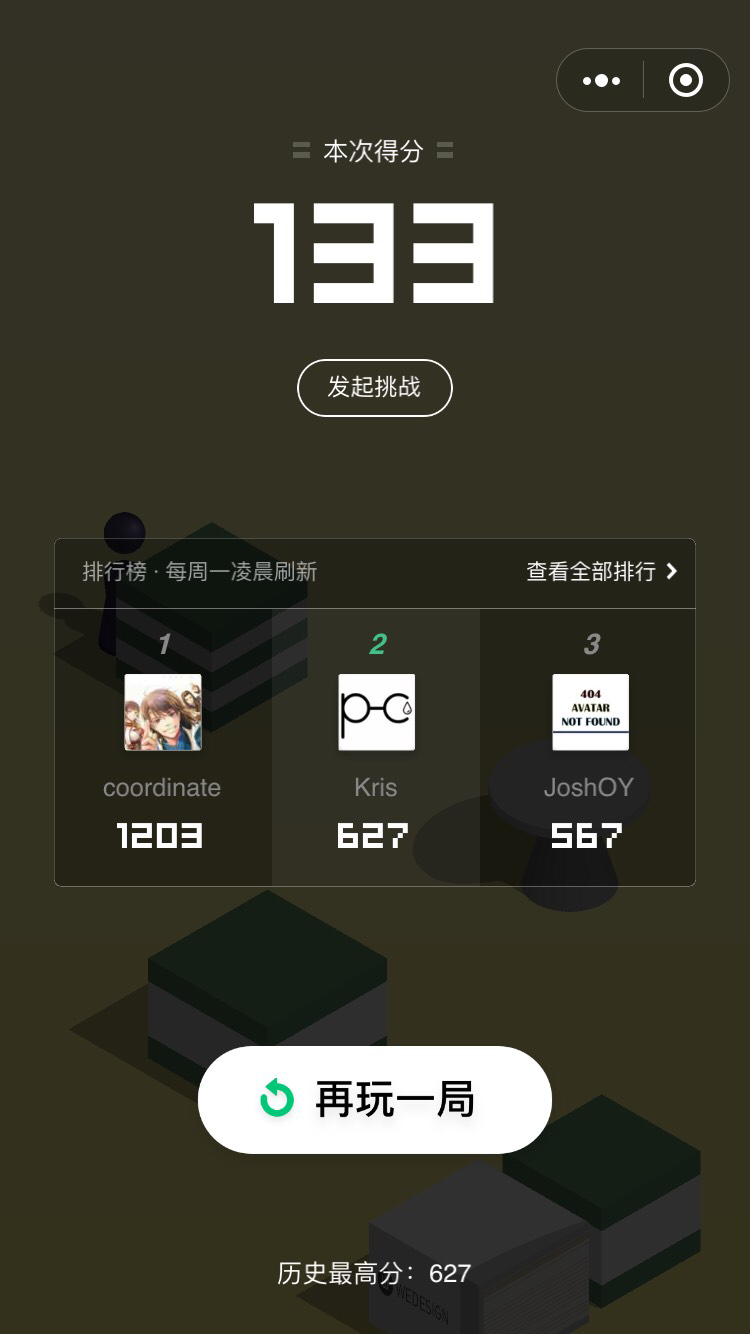 本次得分
133
发起挑战
排行榜 · 每周一凌晨刷新 查看全部排行
1 2 3
404
AVATAR
NOT FOUND
coordinate Kris JoshOY
1203 627 567
再玩一局
历史最高分：627
WEDESIGN